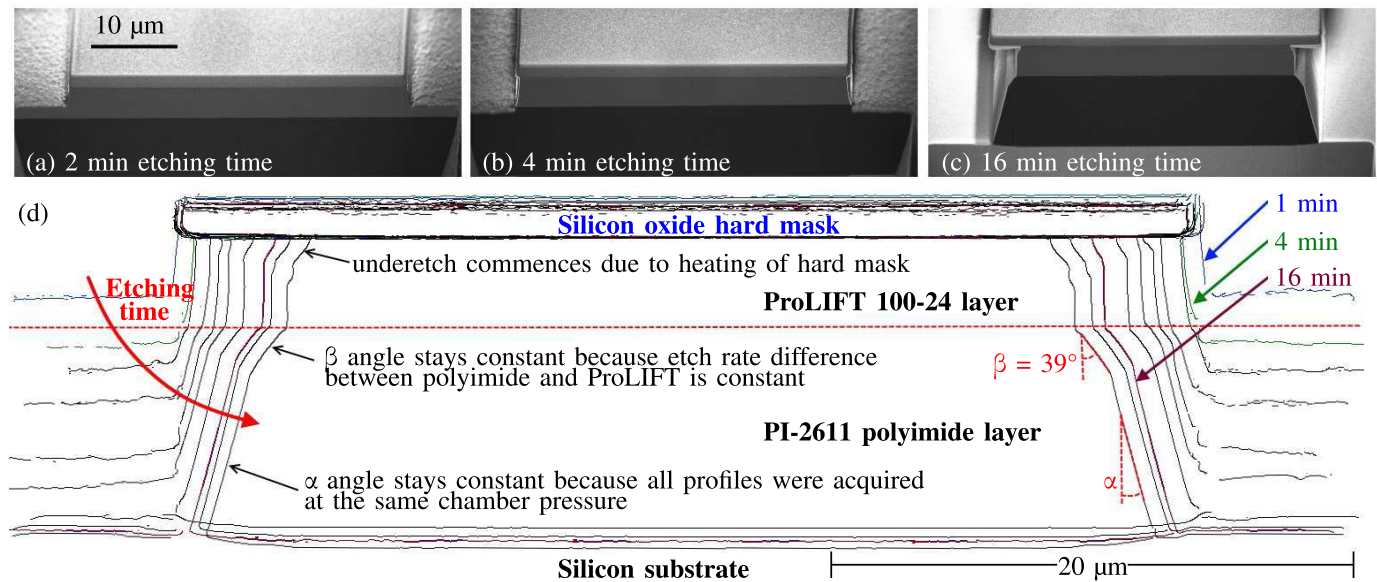 10 μm
(a) 2 min etching time
(b) 4 min etching time
(c) 16 min etching time
(d)
Silicon oxide hard mask
1 min
4 min
16 min
underetch commences due to heating of hard mask
Etching
time
ProLIFT 100-24 layer
β angle stays constant because etch rate difference
between polyimide and ProLIFT is constant
β = 39°
PI-2611 polyimide layer
α angle stays constant because all profiles were acquired
at the same chamber pressure
α
Silicon substrate
20 μm